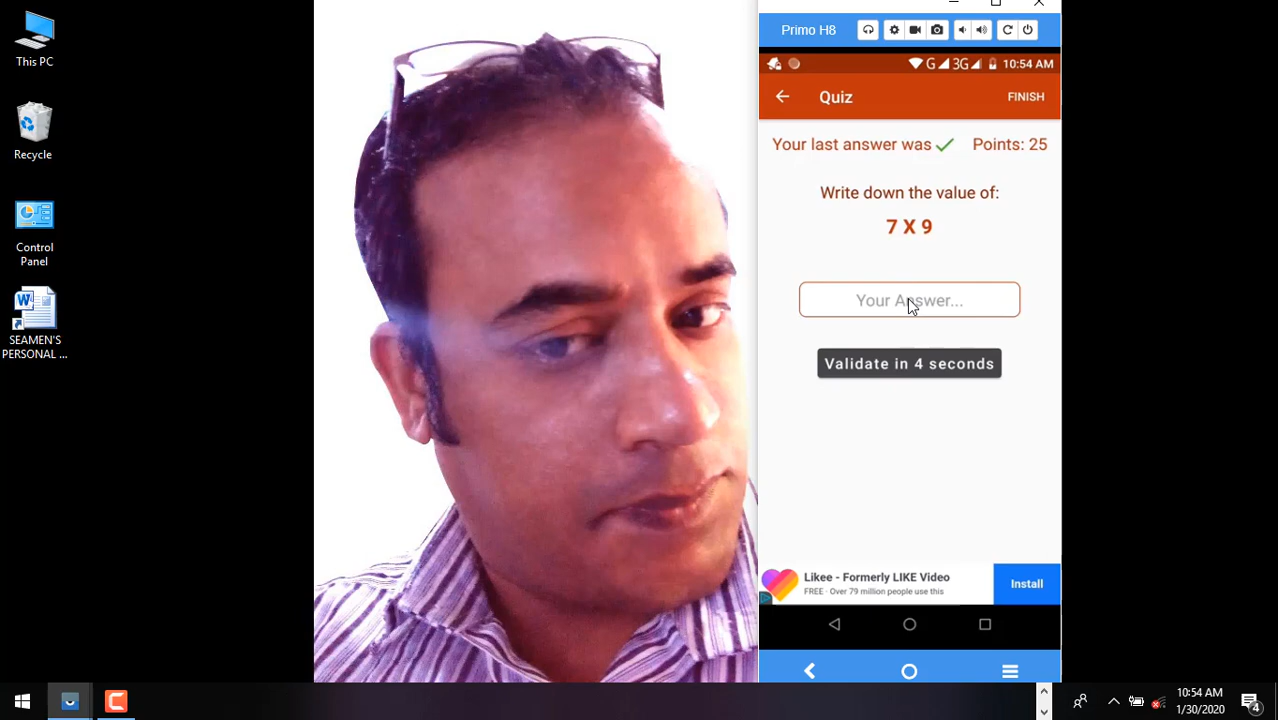 This PC
Recycle
Control
Panel
SEAMEN'S
PERSONAL ...
Primo H8
G 3G 10:54 AM
Quiz
FINISH
Your last answer was
Points: 25
Write down the value of:
7 X 9
Your Answer...
Validate in 4 seconds
Likee - Formerly LIKE Video
FREE · Over 79 million people use this
Install
10:54 AM
1/30/2020
4